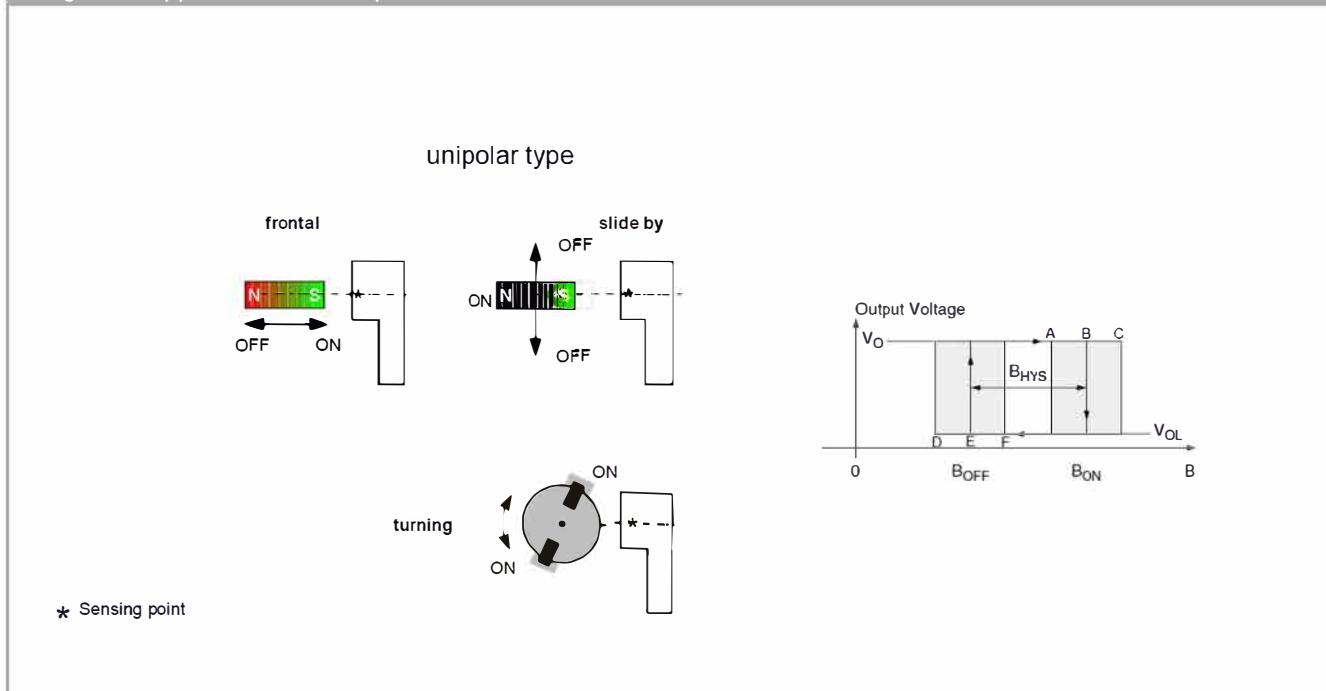 unipolar type
frontal
slide by
OFF
N S
*
ON N S
*
OFF ON
OFF
Output Voltage
VO
A B C
BHYS
VOL
D E F
0 BOFF BON B
ON
turning
*
ON
* Sensing point